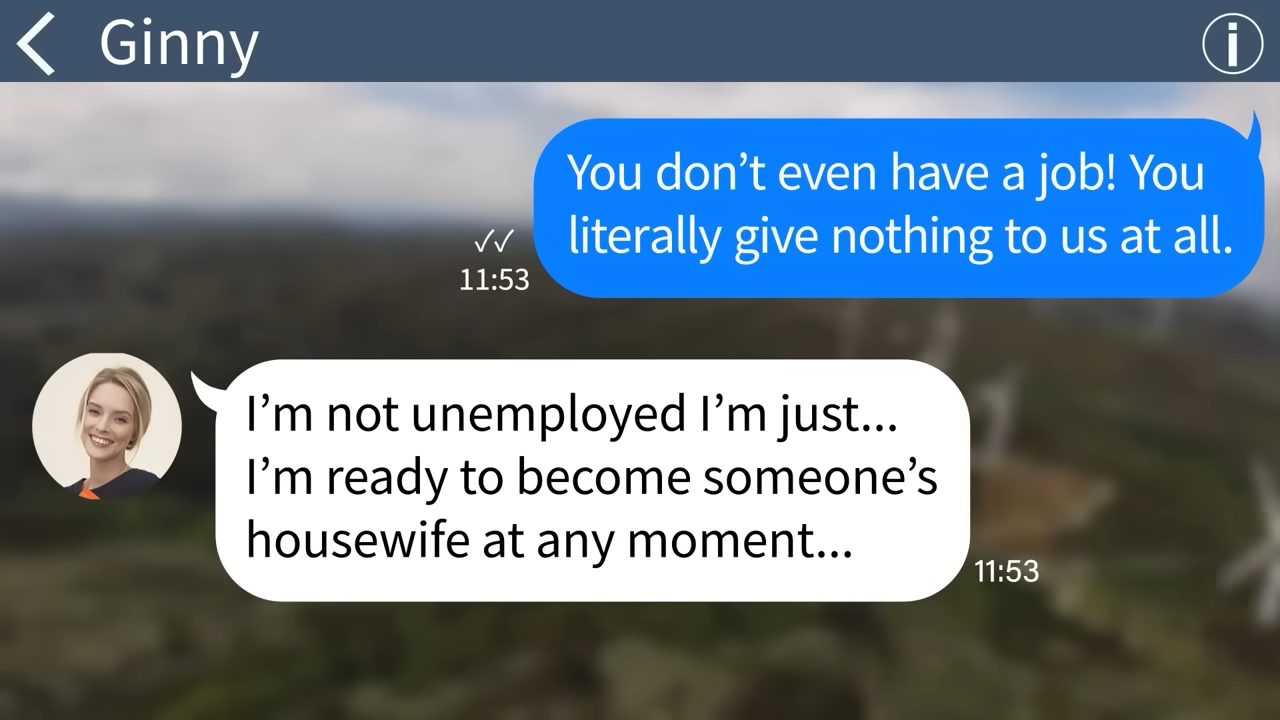 Ginny
You don’t even have a job! You
literally give nothing to us at all.
11:53
I’m not unemployed I’m just...
I’m ready to become someone’s
housewife at any moment...
11:53